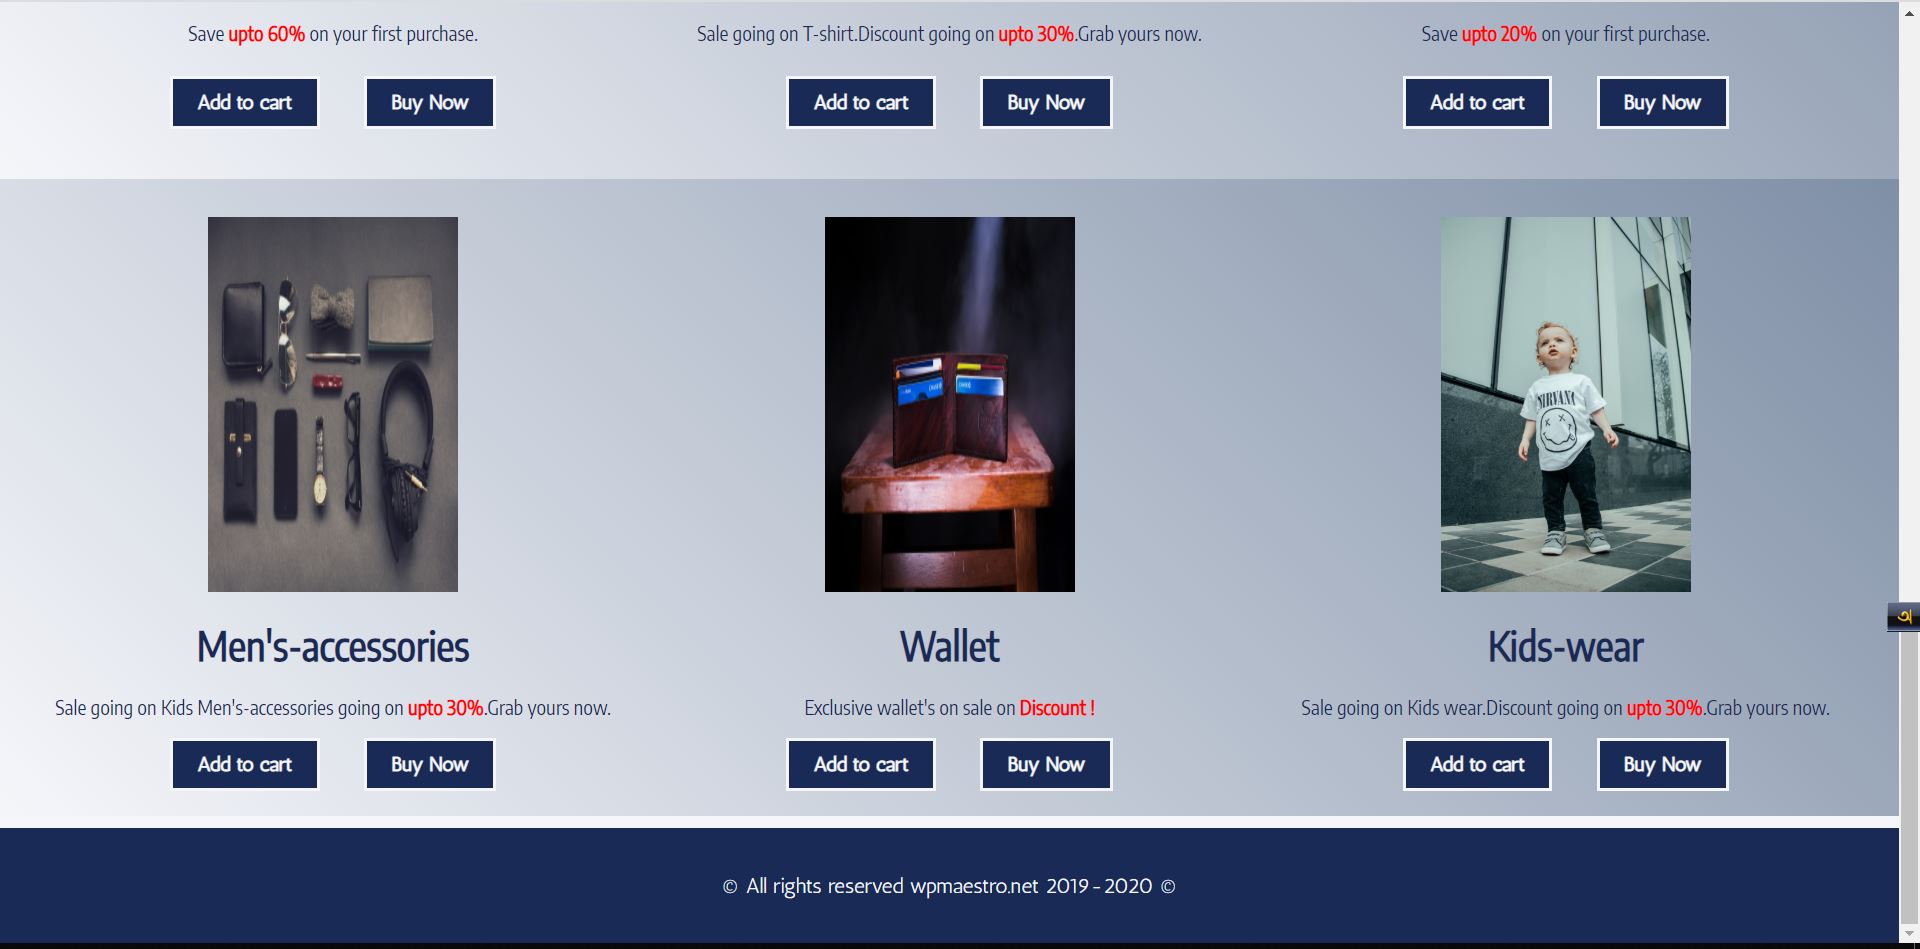 Save upto 60% on your first purchase.
Sale going on T-shirt.Discount going on upto 30%.Grab yours now.
Save upto 20% on your first purchase.
Add to cart Buy Now
Add to cart Buy Now
Add to cart Buy Now
NIRVANA
Men's-accessories
Wallet
Kids-wear
Sale going on Kids Men's-accessories going on upto 30%.Grab yours now.
Exclusive wallet's on sale on Discount !
Sale going on Kids wear.Discount going on upto 30%.Grab yours now.
Add to cart Buy Now
Add to cart Buy Now
Add to cart Buy Now
অ
© All rights reserved wpmaestro.net 2019 - 2020 ©